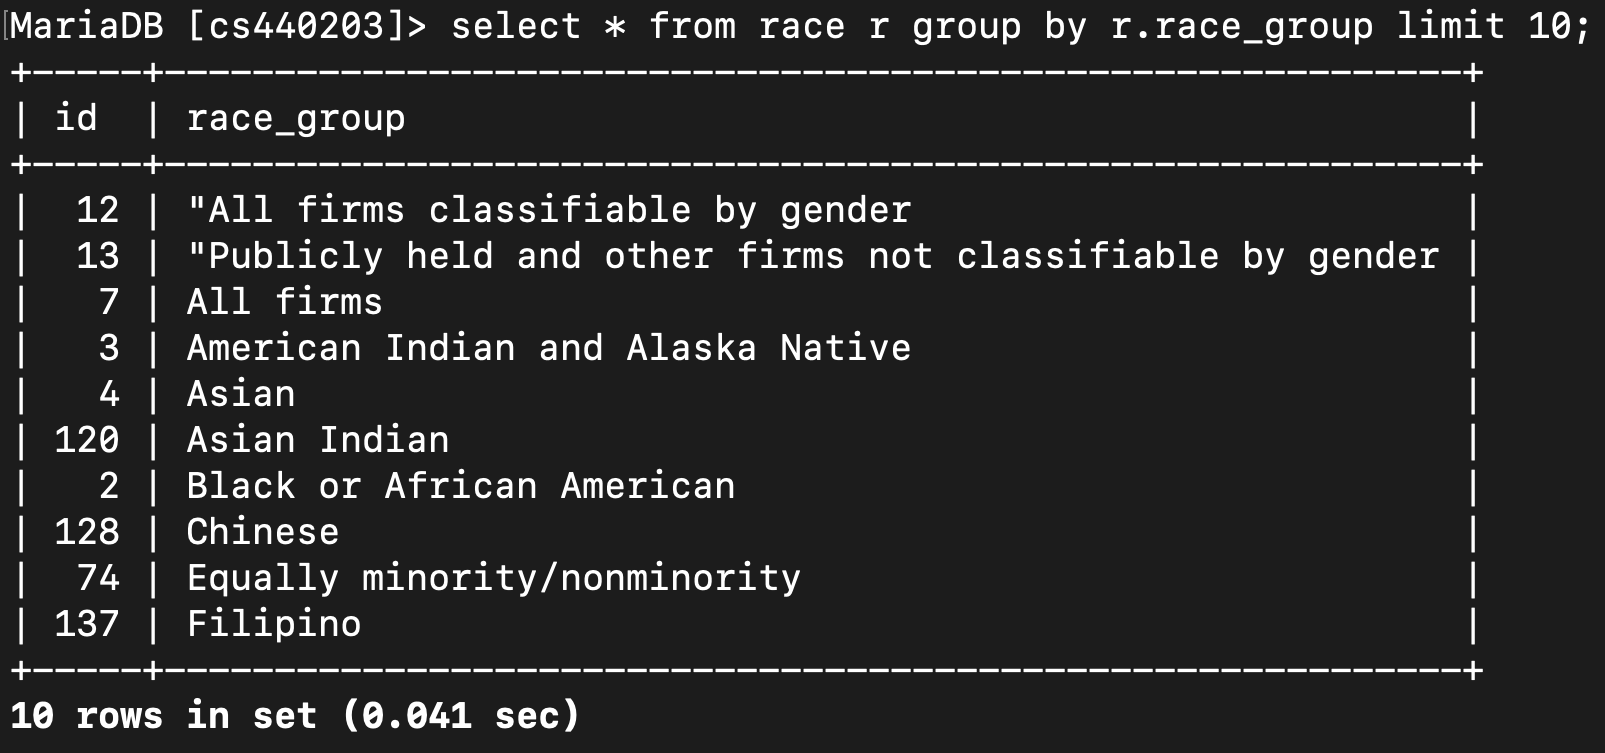 MariaDB [cs440203]> select * from race r group by r.race_group limit 10;
+-----+-----------------------------------------------------------+
| id  | race_group                                                |
+-----+-----------------------------------------------------------+
|  12 | "All firms classifiable by gender                         |
|  13 | "Publicly held and other firms not classifiable by gender |
|   7 | All firms                                                 |
|   3 | American Indian and Alaska Native                         |
|   4 | Asian                                                     |
| 120 | Asian Indian                                              |
|   2 | Black or African American                                 |
| 128 | Chinese                                                   |
|  74 | Equally minority/nonminority                              |
| 137 | Filipino                                                  |
+-----+-----------------------------------------------------------+
10 rows in set (0.041 sec)